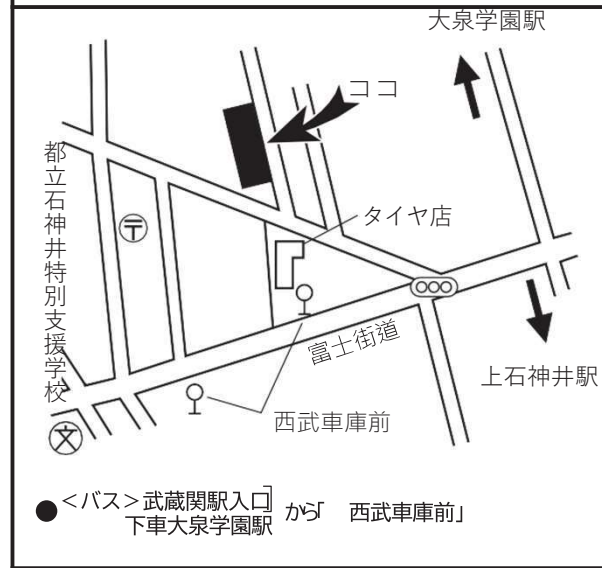 大泉学園駅
ココ
都立石神井特別支援学校
〒
タイヤ店
富士街道
上石神井駅
文
西武車庫前
●<バス>武蔵関駅入口
下車大泉学園駅
から「 西武車庫前」